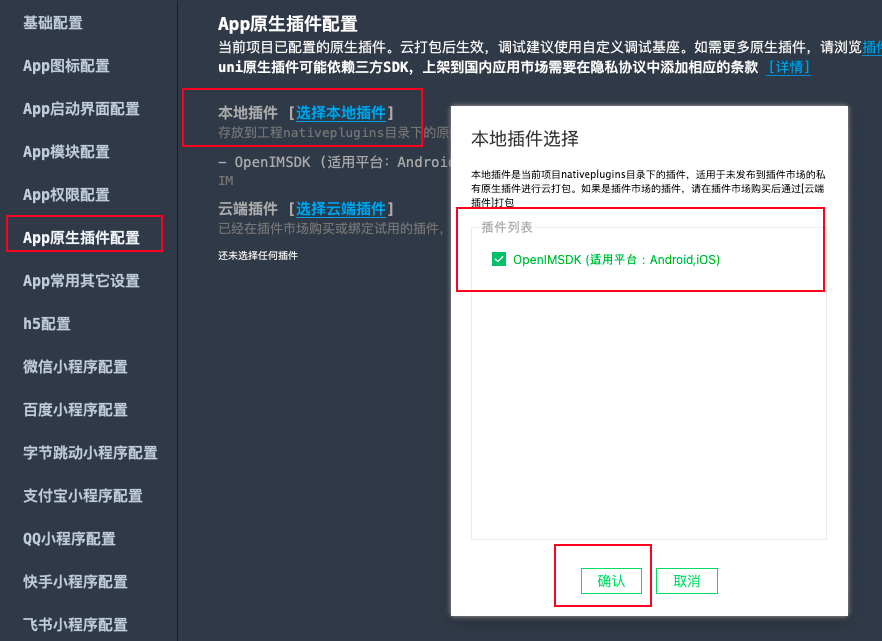 基础配置
App图标配置
App启动界面配置
App模块配置
App权限配置
App原生插件配置
App常用其它设置
h5配置
微信小程序配置
百度小程序配置
字节跳动小程序配置
支付宝小程序配置
QQ小程序配置
快手小程序配置
飞书小程序配置
App原生插件配置
当前项目已配置的原生插件。云打包后生效，调试建议使用自定义调试基座。如需更多原生插件，请浏览插件
uni原生插件可能依赖三方SDK，上架到国内应用市场需要在隐私协议中添加相应的条款 [详情]
本地插件 [选择本地插件]
存放到工程nativeplugins目录下的原
– OpenIMSDK (适用平台: Android
IM
云端插件 [选择云端插件]
已经在插件市场购买或绑定试用的插件，
还未选择任何插件
本地插件选择
本地插件是当前项目nativeplugins目录下的插件，适用于未发布到插件市场的私
有原生插件进行云打包。如果是插件市场的插件，请在插件市场购买后通过[云端
插件]打包
插件列表
OpenIMSDK (适用平台：Android,iOS)
确认
取消